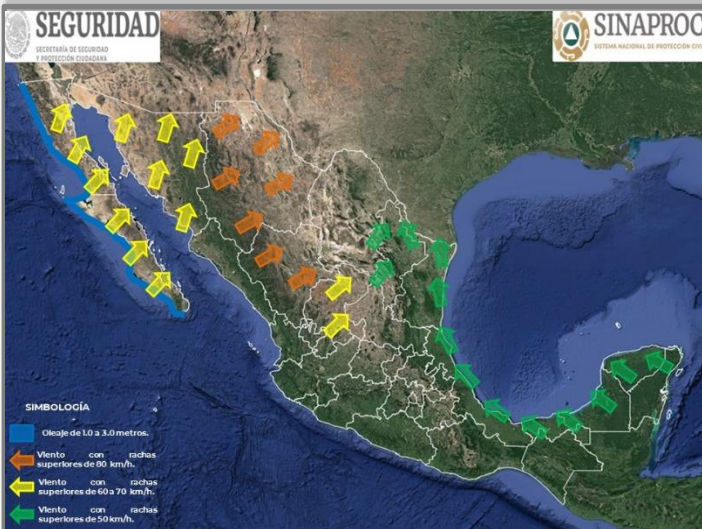 SEGURIDAD
SECRETARÍA DE SEGURIDAD
Y PROTECCIÓN CIUDADANA
SINAPROC
SISTEMA NACIONAL DE PROTECCIÓN CIVI
SIMBOLOGÍA
Oleaje de 1.0 a 3.0 metros.
Viento con rachas
superiores de 80 km/h.
Viento con rachas
superiores de 60 a 70 km/h.
Viento con rachas
superiores de 50 km/h.